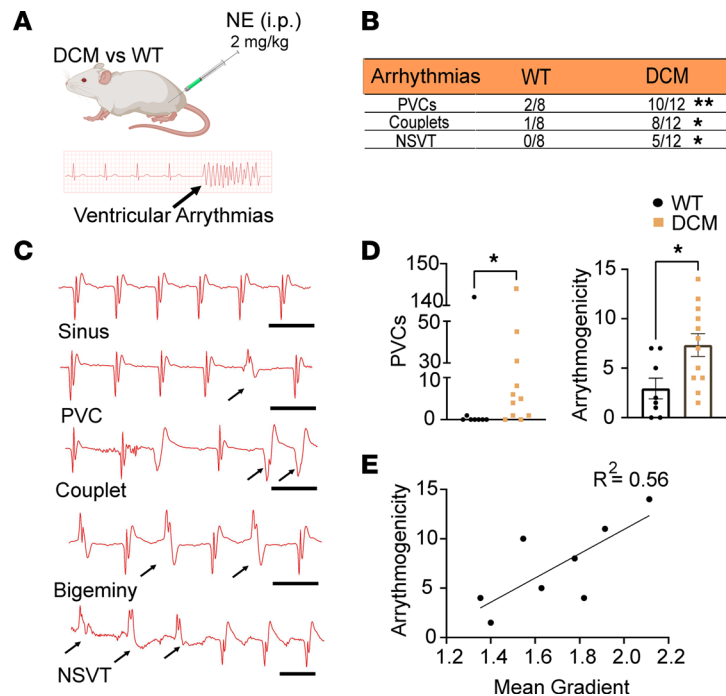 A
NE (i.p.)
2 mg/kg
DCM vs WT
Ventricular Arrythmias
B
Arrhythmias WT DCM
PVCs 2/8 10/12 **
Couplets 1/8 8/12 *
NSVT 0/8 5/12 *
C
Sinus
PVC
Couplet
Bigeminy
NSVT
WT
DCM
D
150
140
50
30
10
0
PVCs
*
15
10
5
0
Arrythmogenicity
*
E
R2 = 0.56
15
10
5
0
Arrythmogenicity
1.2 1.4 1.6 1.8 2.0 2.2
Mean Gradient